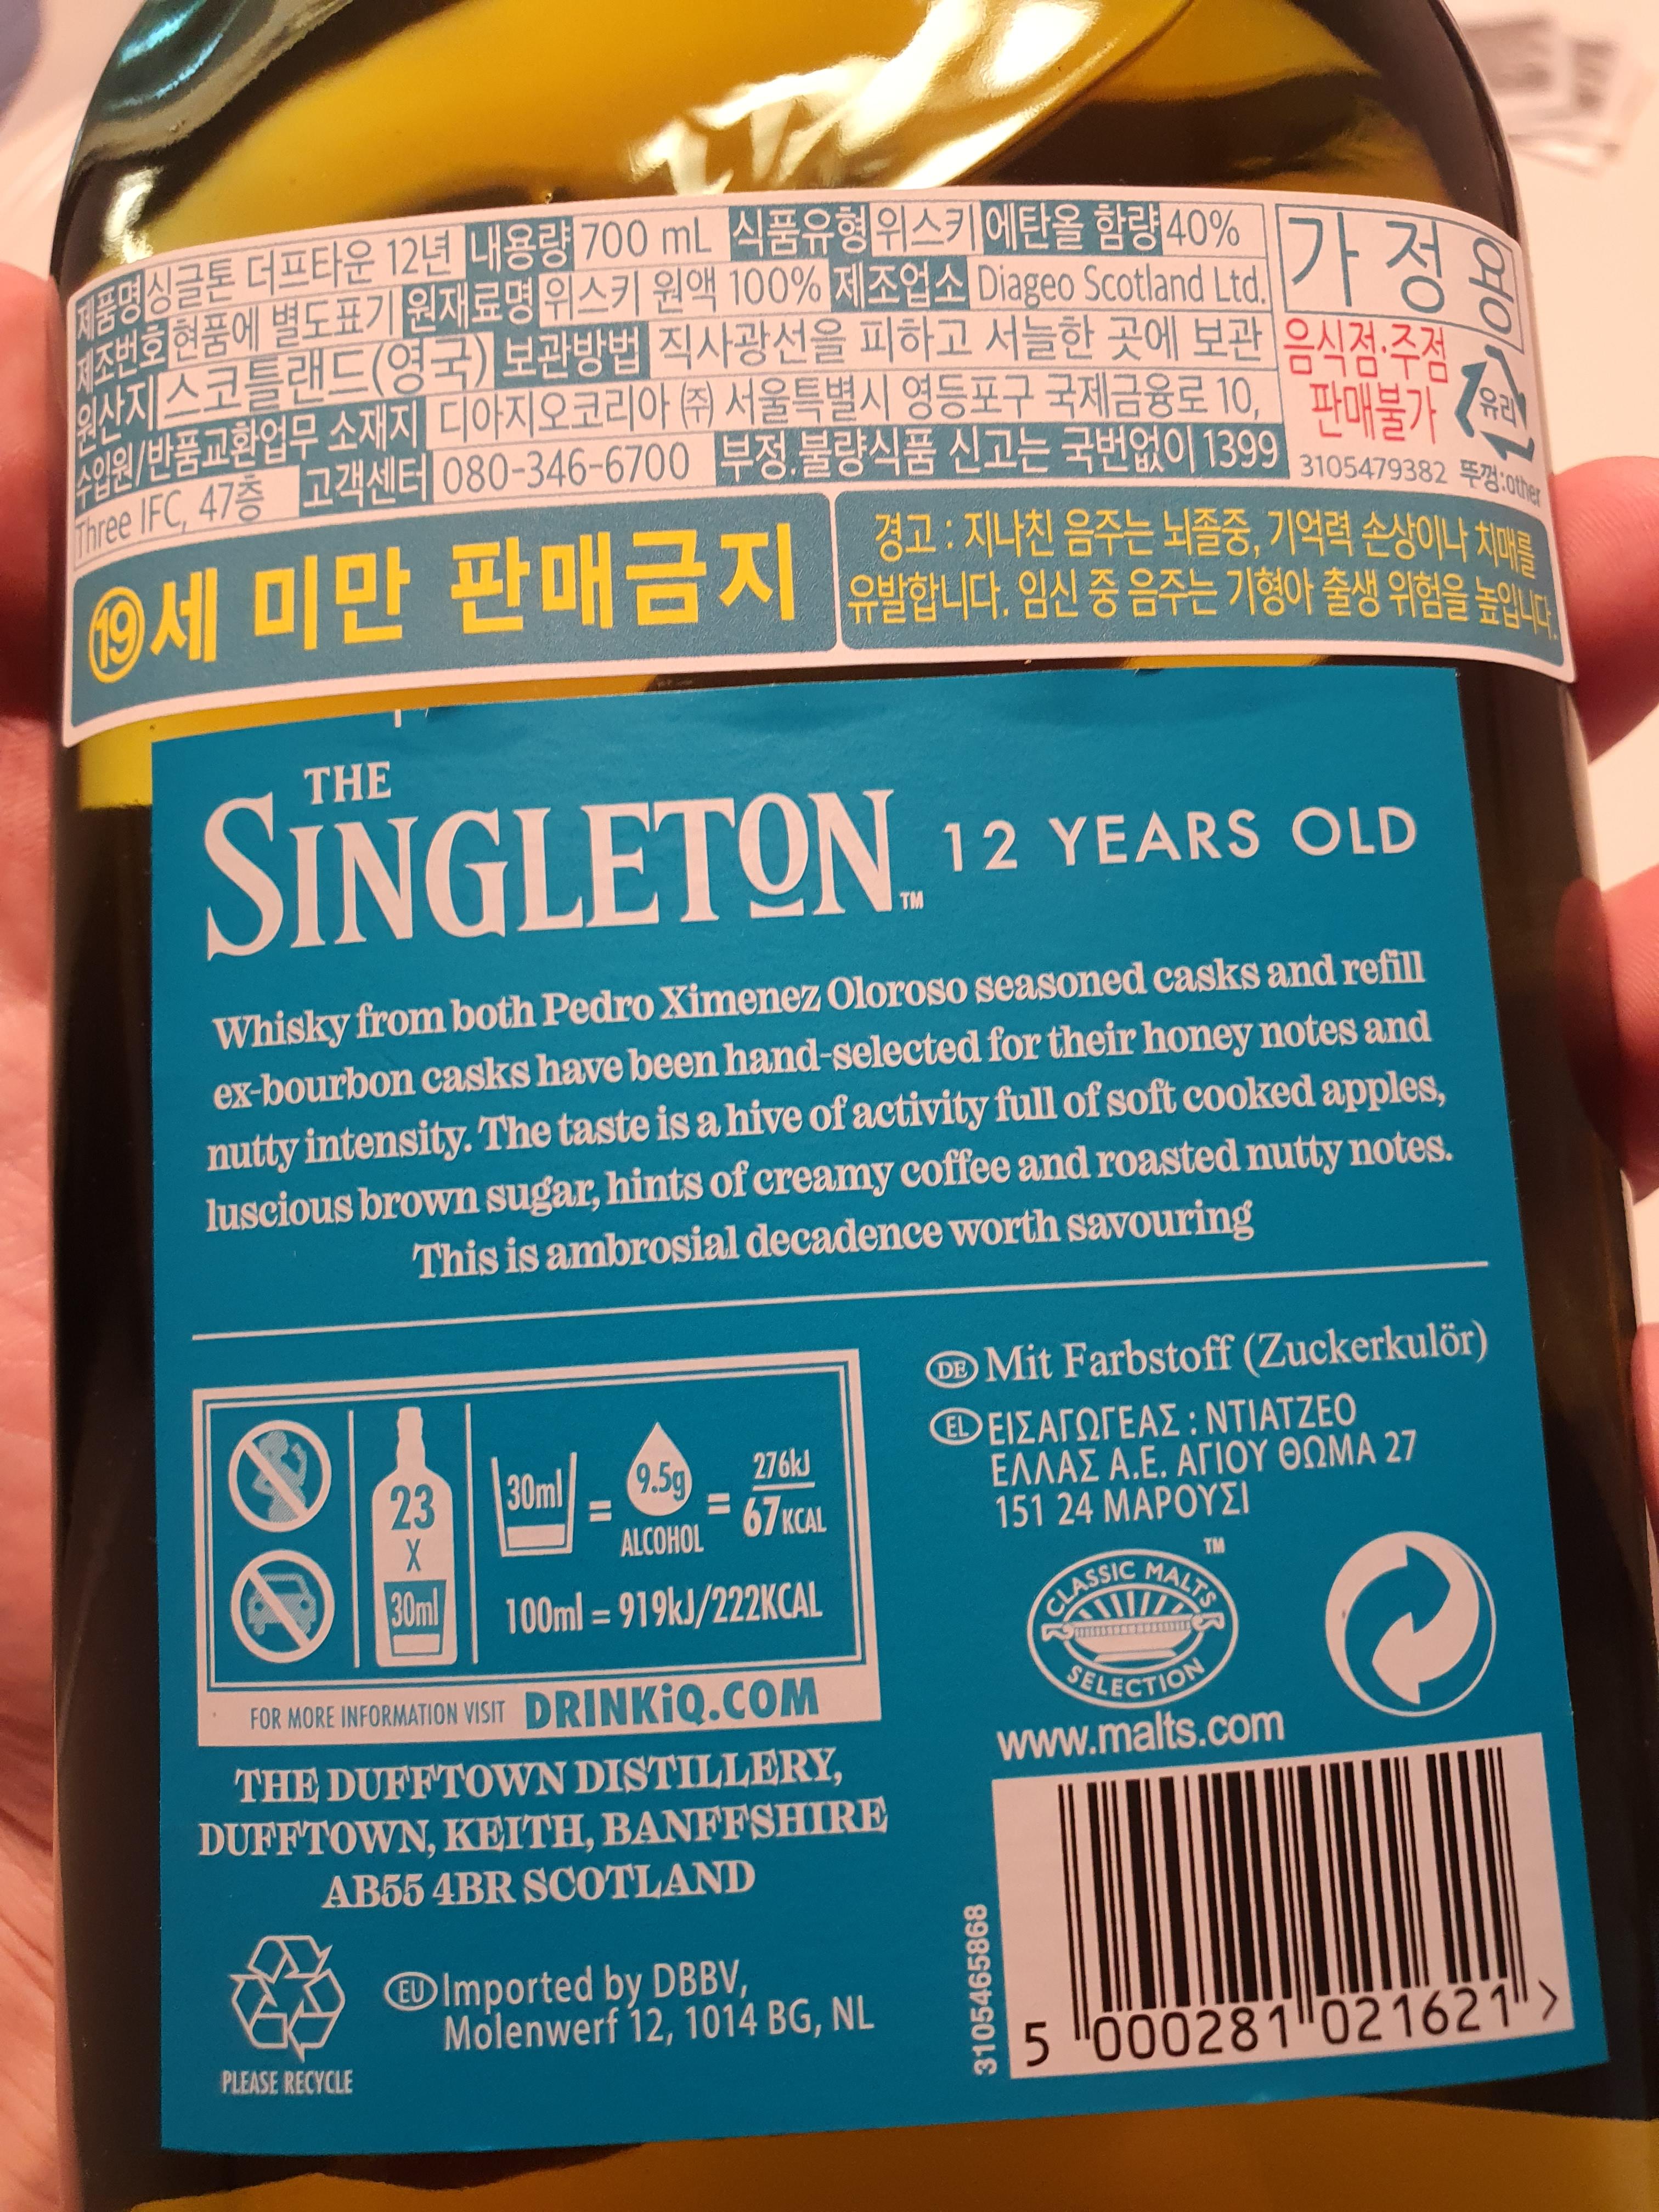 제품명 싱글톤 더프타운 12년 내용량 700 mL 식품유형 위스키 에탄올 함량 40%
제조번호 현품에 별도표기 원재료명 위스키 원액 100% 제조업소 Diageo Scotland Ltd.
원산지 스코틀랜드(영국) 보관방법 직사광선을 피하고 서늘한 곳에 보관
수입원/반품교환업무 소재지 디아지오코리아 ㈜ 서울특별시 영등포구 국제금융로 10,
Three IFC, 47층 고객센터 080-346-6700 부정.불량식품 신고는 국번없이 1399
가정용
음식점·주점
판매불가
유리
3105479382 뚜껑:other
⑲세 미만 판매금지
경고 : 지나친 음주는 뇌졸중, 기억력 손상이나 치매를
유발합니다. 임신 중 음주는 기형아 출생 위험을 높입니다.
THE
SINGLETON™ 12 YEARS OLD
Whisky from both Pedro Ximenez Oloroso seasoned casks and refill
ex-bourbon casks have been hand-selected for their honey notes and
nutty intensity. The taste is a hive of activity full of soft cooked apples,
luscious brown sugar, hints of creamy coffee and roasted nutty notes.
This is ambrosial decadence worth savouring
23
X
30ml
30ml = 9.5g ALCOHOL = 276kJ / 67KCAL
100ml = 919kJ/222KCAL
FOR MORE INFORMATION VISIT DRINKiQ.COM
THE DUFFTOWN DISTILLERY,
DUFFTOWN, KEITH, BANFFSHIRE
AB55 4BR SCOTLAND
PLEASE RECYCLE
EU Imported by DBBV,
Molenwerf 12, 1014 BG, NL
DE Mit Farbstoff (Zuckerkulör)
EL ΕΙΣΑΓΩΓΕΑΣ : ΝΤΙΑΤΖΕΟ
ΕΛΛΑΣ Α.Ε. ΑΓΙΟΥ ΘΩΜΑ 27
151 24 ΜΑΡΟΥΣΙ
CLASSIC MALTS ™
SELECTION
www.malts.com
3105465868
5 000281 021621 >